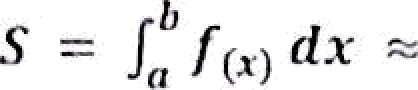 S = ∫_a^b f_(x) dx ≈